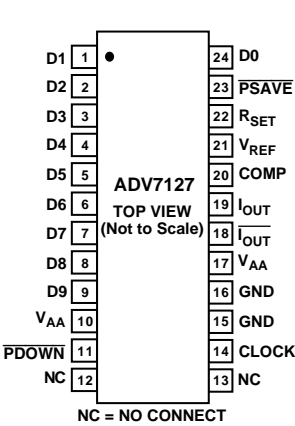 D1 1 24 D0
D2 2 23 PSAVE
D3 3 22 RSET
D4 4 21 VREF
D5 5 20 COMP
ADV7127
D6 6 19 IOUT
TOP VIEW
(Not to Scale)
D7 7 18 IOUT
D8 8 17 VAA
D9 9 16 GND
VAA 10 15 GND
PDOWN 11 14 CLOCK
NC 12 13 NC
NC = NO CONNECT